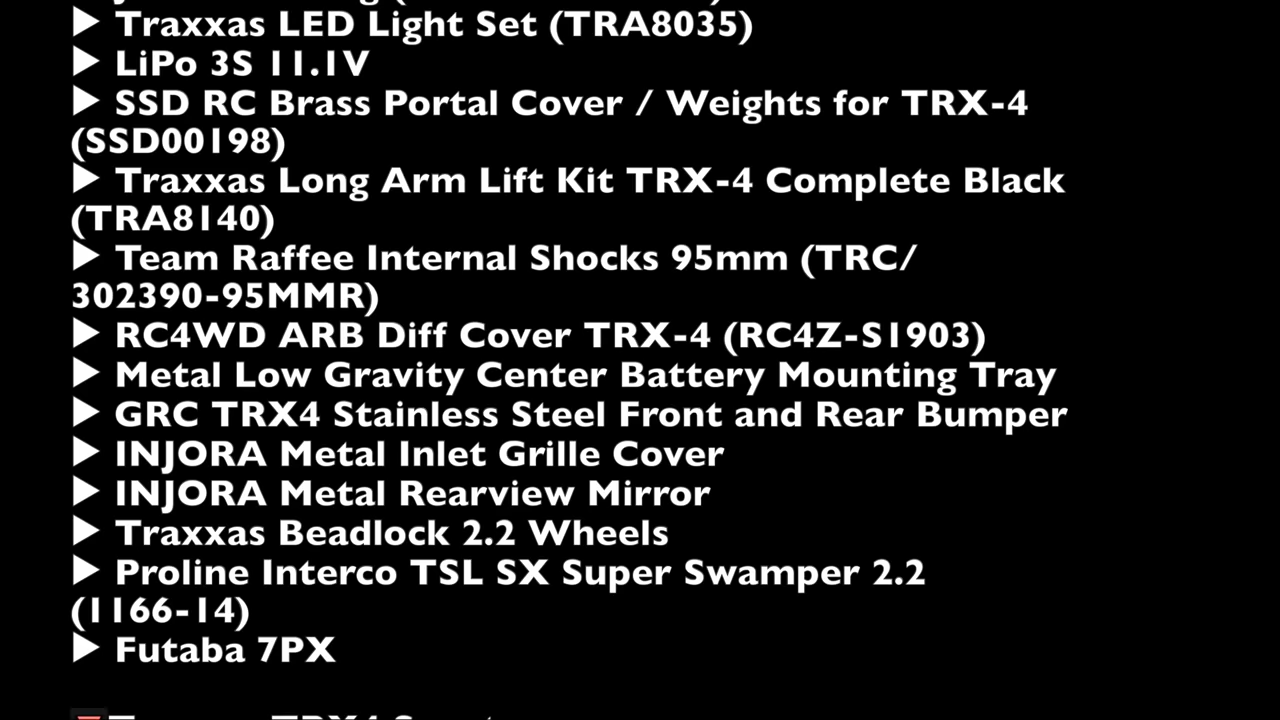 ▶ Traxxas LED Light Set (TRA8035)
▶ LiPo 3S 11.1V
▶ SSD RC Brass Portal Cover / Weights for TRX-4
(SSD00198)
▶ Traxxas Long Arm Lift Kit TRX-4 Complete Black
(TRA8140)
▶ Team Raffee Internal Shocks 95mm (TRC/
302390-95MMR)
▶ RC4WD ARB Diff Cover TRX-4 (RC4Z-S1903)
▶ Metal Low Gravity Center Battery Mounting Tray
▶ GRC TRX4 Stainless Steel Front and Rear Bumper
▶ INJORA Metal Inlet Grille Cover
▶ INJORA Metal Rearview Mirror
▶ Traxxas Beadlock 2.2 Wheels
▶ Proline Interco TSL SX Super Swamper 2.2
(1166-14)
▶ Futaba 7PX